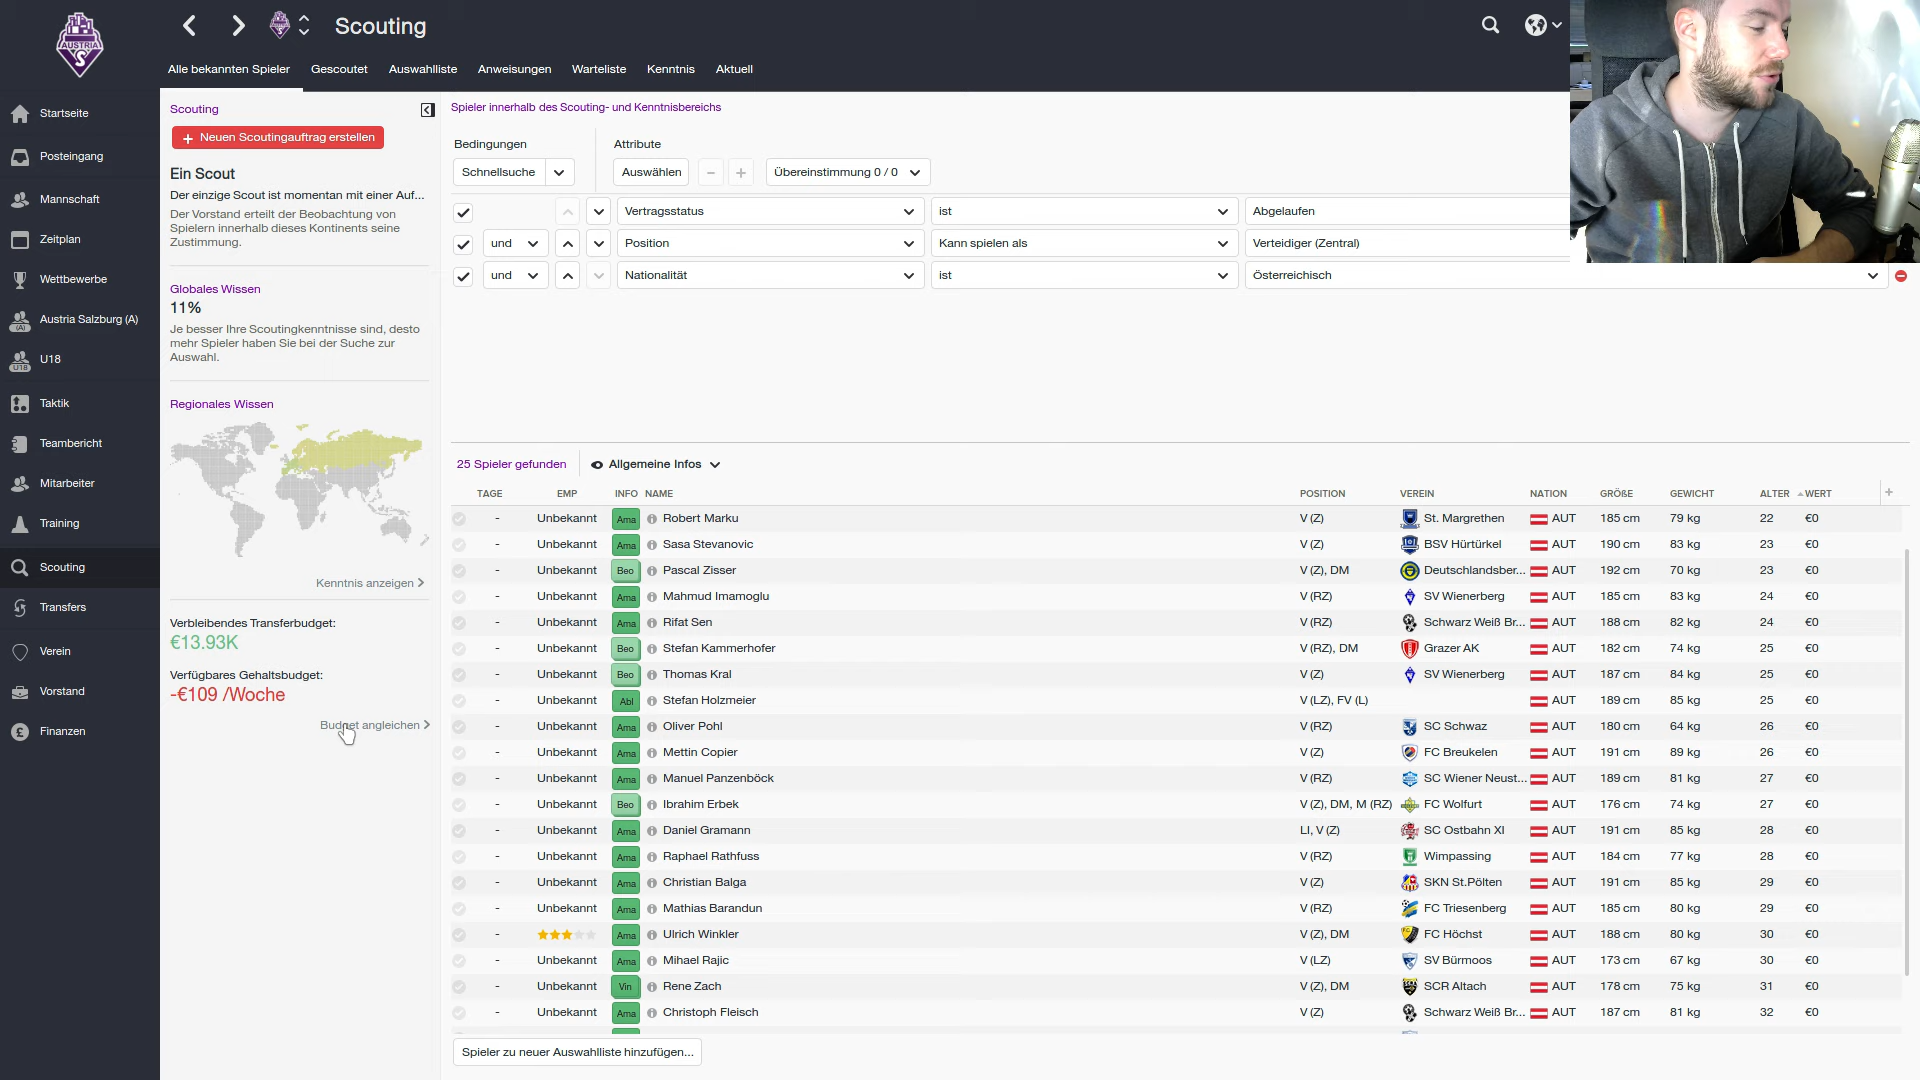 Scouting
Alle bekannten Spieler
Gescoutet
Auswahlliste
Anweisungen
Warteliste
Kenntnis
Aktuell
AUSTRIA
S
Startseite
Posteingang
Mannschaft
Zeitplan
Wettbewerbe
Austria Salzburg (A)
U18
Taktik
Teambericht
Mitarbeiter
Training
Scouting
Transfers
Verein
Vorstand
Finanzen
Scouting
+ Neuen Scoutingauftrag erstellen
Ein Scout
Der einzige Scout ist momentan mit einer Auf...
Der Vorstand erteilt der Beobachtung von
Spielern innerhalb dieses Kontinents seine
Zustimmung.
Globales Wissen
11%
Je besser Ihre Scoutingkenntnisse sind, desto
mehr Spieler haben Sie bei der Suche zur
Auswahl.
Regionales Wissen
Kenntnis anzeigen >
Verbleibendes Transferbudget:
€13.93K
Verfügbares Gehaltsbudget:
-€109 /Woche
Budget angleichen >
Spieler innerhalb des Scouting- und Kenntnisbereichs
Bedingungen
Attribute
Schnellsuche
Auswählen
Übereinstimmung 0 / 0
Vertragsstatus ist Abgelaufen
und Position Kann spielen als Verteidiger (Zentral)
und Nationalität ist Österreichisch
25 Spieler gefunden
Allgemeine Infos
TAGE EMP INFO NAME POSITION VEREIN NATION GRÖßE GEWICHT ALTER WERT
- Unbekannt Ama Robert Marku V (Z) St. Margrethen AUT 185 cm 79 kg 22 €0
- Unbekannt Ama Sasa Stevanovic V (Z) BSV Hürtürkel AUT 190 cm 83 kg 23 €0
- Unbekannt Beo Pascal Zisser V (Z), DM Deutschlandsber... AUT 192 cm 70 kg 23 €0
- Unbekannt Ama Mahmud Imamoglu V (RZ) SV Wienerberg AUT 185 cm 83 kg 24 €0
- Unbekannt Ama Rifat Sen V (RZ) Schwarz Weiß Br... AUT 188 cm 82 kg 24 €0
- Unbekannt Beo Stefan Kammerhofer V (RZ), DM Grazer AK AUT 182 cm 74 kg 25 €0
- Unbekannt Beo Thomas Kral V (Z) SV Wienerberg AUT 187 cm 84 kg 25 €0
- Unbekannt Abl Stefan Holzmeier V (LZ), FV (L) AUT 189 cm 85 kg 25 €0
- Unbekannt Ama Oliver Pohl V (RZ) SC Schwaz AUT 180 cm 64 kg 26 €0
- Unbekannt Ama Mettin Copier V (Z) FC Breukelen AUT 191 cm 89 kg 26 €0
- Unbekannt Ama Manuel Panzenböck V (RZ) SC Wiener Neust... AUT 189 cm 81 kg 27 €0
- Unbekannt Beo Ibrahim Erbek V (Z), DM, M (RZ) FC Wolfurt AUT 176 cm 74 kg 27 €0
- Unbekannt Ama Daniel Gramann LI, V (Z) SC Ostbahn XI AUT 191 cm 85 kg 28 €0
- Unbekannt Ama Raphael Rathfuss V (RZ) Wimpassing AUT 184 cm 77 kg 28 €0
- Unbekannt Ama Christian Balga V (Z) SKN St.Pölten AUT 191 cm 85 kg 29 €0
- Unbekannt Ama Mathias Barandun V (RZ) FC Triesenberg AUT 185 cm 80 kg 29 €0
- Ama Ulrich Winkler V (Z), DM FC Höchst AUT 188 cm 80 kg 30 €0
- Unbekannt Ama Mihael Rajic V (LZ) SV Bürmoos AUT 173 cm 67 kg 30 €0
- Unbekannt Vin Rene Zach V (Z), DM SCR Altach AUT 178 cm 75 kg 31 €0
- Unbekannt Ama Christoph Fleisch V (Z) Schwarz Weiß Br... AUT 187 cm 81 kg 32 €0
Spieler zu neuer Auswahlliste hinzufügen...